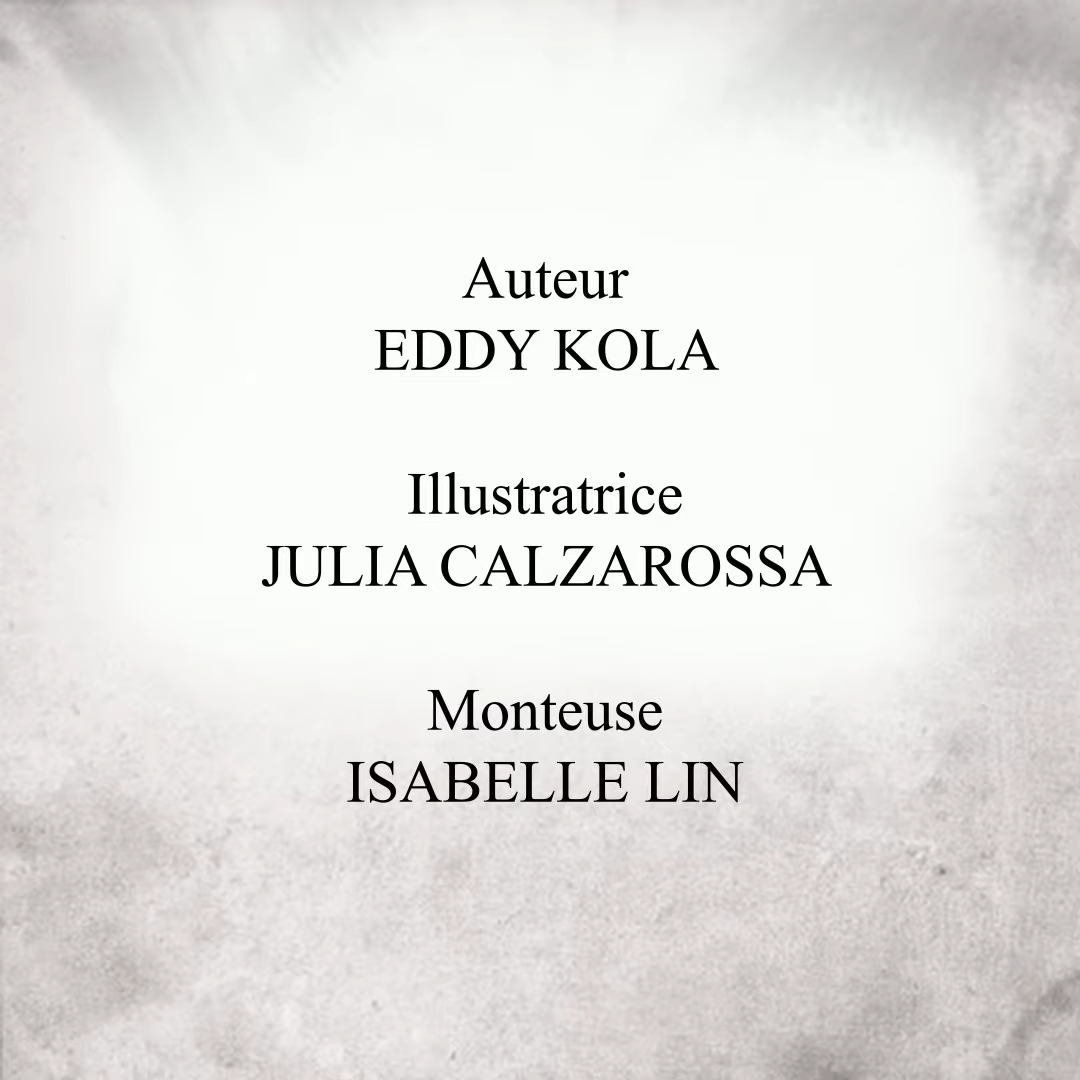 Auteur
EDDY KOLA
Illustratrice
JULIA CALZAROSSA
Monteuse
ISABELLE LIN